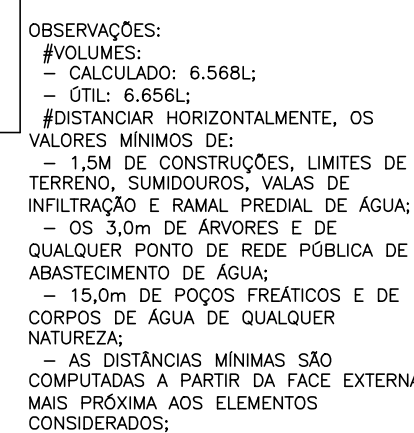 OBSERVAÇÕES:
#VOLUMES:
– CALCULADO: 6.568L;
– ÚTIL: 6.656L;
#DISTANCIAR HORIZONTALMENTE, OS
VALORES MÍNIMOS DE:
– 1,5M DE CONSTRUÇÕES, LIMITES DE
TERRENO, SUMIDOUROS, VALAS DE
INFILTRAÇÃO E RAMAL PREDIAL DE ÁGUA;
– OS 3,0m DE ÁRVORES E DE
QUALQUER PONTO DE REDE PÚBLICA DE
ABASTECIMENTO DE ÁGUA;
– 15,0m DE POÇOS FREÁTICOS E DE
CORPOS DE ÁGUA DE QUALQUER
NATUREZA;
– AS DISTÂNCIAS MÍNIMAS SÃO
COMPUTADAS A PARTIR DA FACE EXTERNA
MAIS PRÓXIMA AOS ELEMENTOS
CONSIDERADOS;